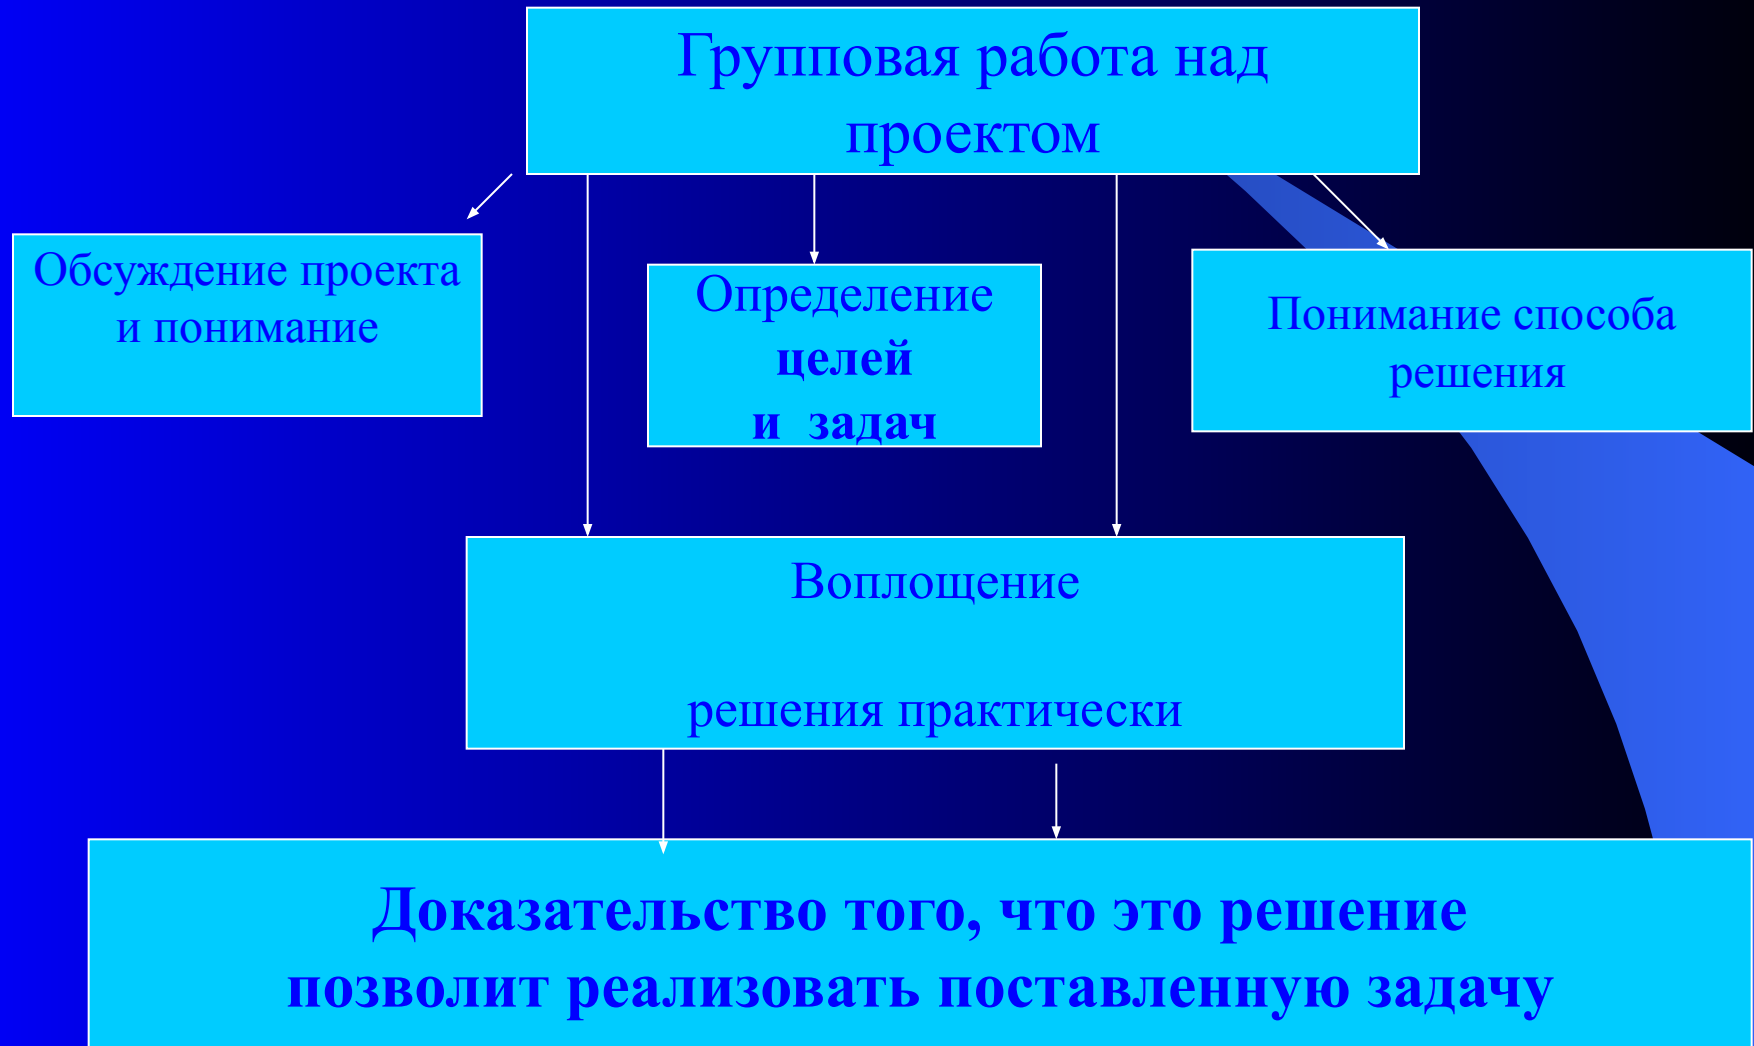 Групповая работа над
проектом
Обсуждение проекта
и понимание
Определение
целей
и задач
Понимание способа
решения
Воплощение
решения практически
Доказательство того, что это решение
позволит реализовать поставленную задачу